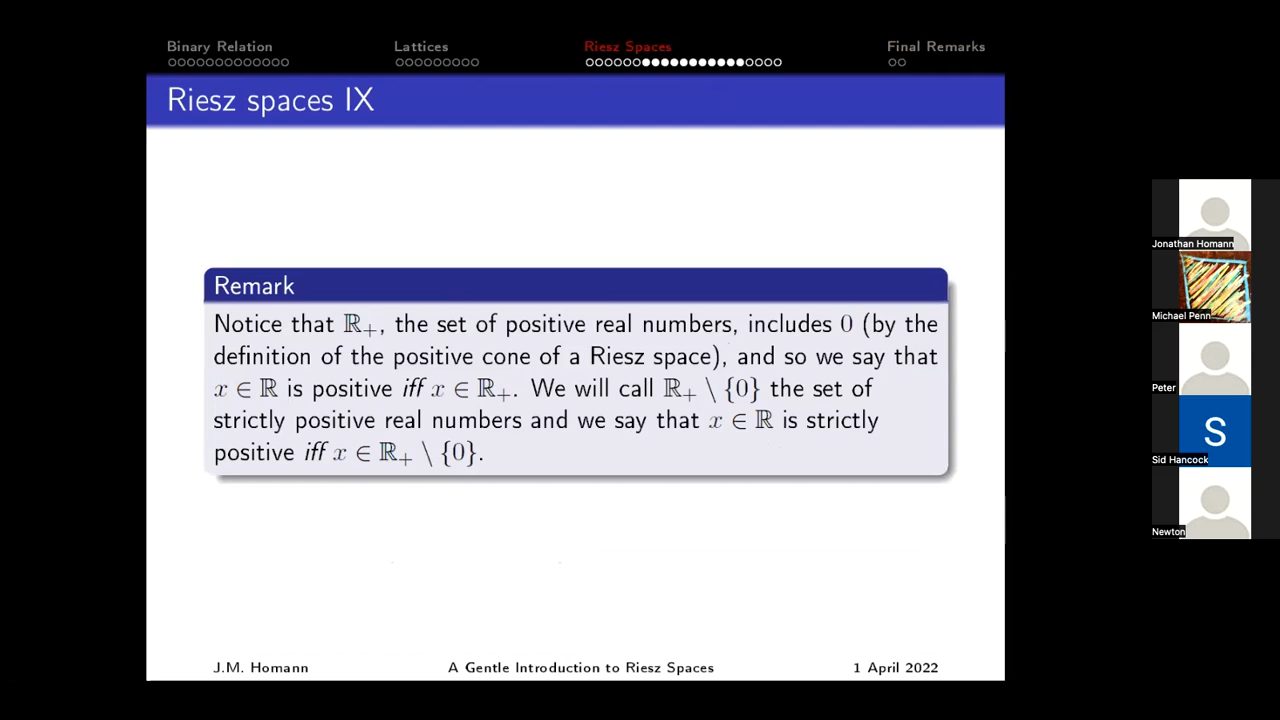 Binary Relation Lattices Riesz Spaces Final Remarks
Riesz spaces IX
Remark
Notice that ℝ₊, the set of positive real numbers, includes 0 (by the
definition of the positive cone of a Riesz space), and so we say that
x ∈ ℝ is positive iff x ∈ ℝ₊. We will call ℝ₊ \ {0} the set of
strictly positive real numbers and we say that x ∈ ℝ is strictly
positive iff x ∈ ℝ₊ \ {0}.
J.M. Homann A Gentle Introduction to Riesz Spaces 1 April 2022
Jonathan Homann
Michael Penn
Peter
S
Sid Hancock
Newton